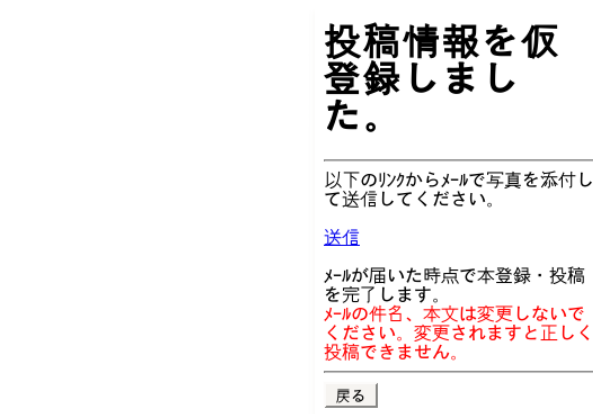 投稿情報を仮
登録しまし
た。
以下のﾘﾝｸからﾒｰﾙで写真を添付し
て送信してください。
送信
ﾒｰﾙが届いた時点で本登録・投稿
を完了します。
ﾒｰﾙの件名、本文は変更しないで
ください。変更されますと正しく
投稿できません。
戻る